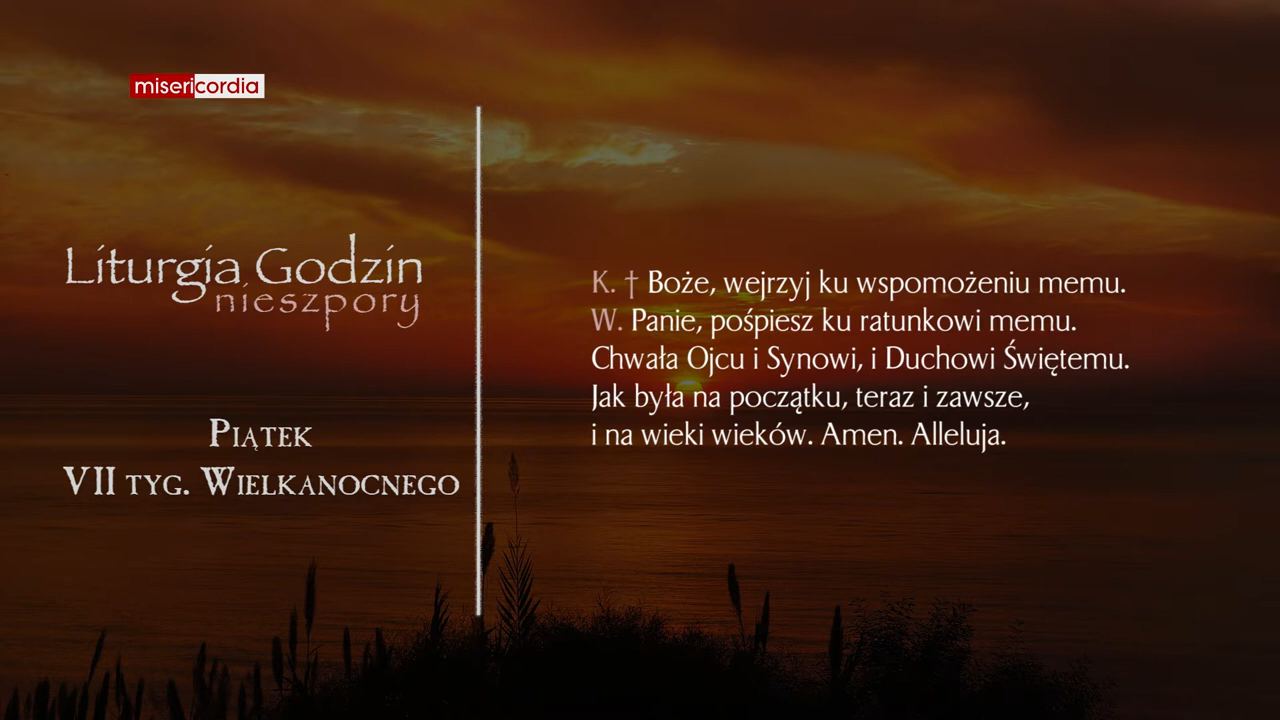 misericordia
Liturgia Godzin
nieszpory
Piątek
VII tyg. Wielkanocnego
K. † Boże, wejrzyj ku wspomożeniu memu.
W. Panie, pośpiesz ku ratunkowi memu.
Chwała Ojcu i Synowi, i Duchowi Świętemu.
Jak była na początku, teraz i zawsze,
i na wieki wieków. Amen. Alleluja.